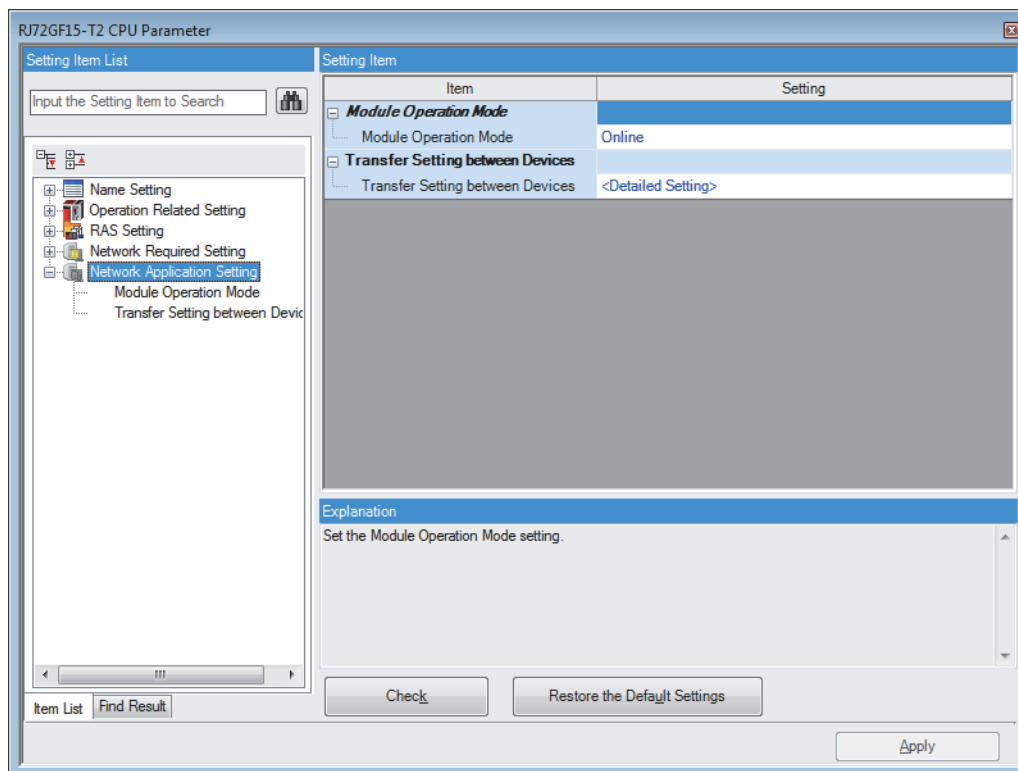 RJ72GF15-T2 CPU Parameter
Setting Item List
Input the Setting Item to Search
Name Setting
Operation Related Setting
RAS Setting
Network Required Setting
Network Application Setting
Module Operation Mode
Transfer Setting between Devic
Item List
Find Result
Setting Item
Item Setting
Module Operation Mode
Module Operation Mode Online
Transfer Setting between Devices
Transfer Setting between Devices <Detailed Setting>
Explanation
Set the Module Operation Mode setting.
Check
Restore the Default Settings
Apply